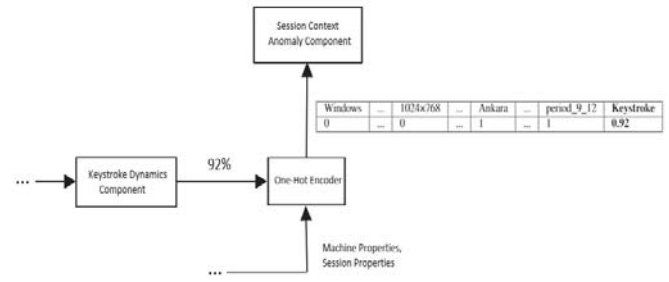 Session Context
Anomaly Component
Windows ... 1024x768 ... Ankara ... period_9_12 Keystroke
0 ... 0 ... 1 ... 1 0.92
92%
... Keystroke Dynamics
Component
One-Hot Encoder
Machine Properties,
Session Properties
...